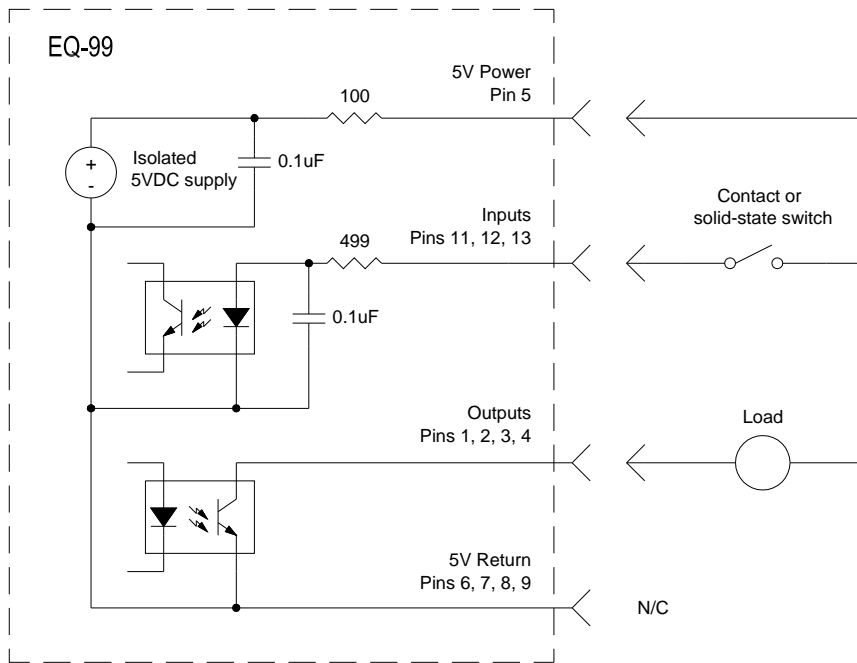 EQ-99
5V Power
Pin 5
100
+
-
Isolated
5VDC supply
0.1uF
Contact or
solid-state switch
Inputs
Pins 11, 12, 13
499
0.1uF
Outputs
Pins 1, 2, 3, 4
Load
5V Return
Pins 6, 7, 8, 9
N/C